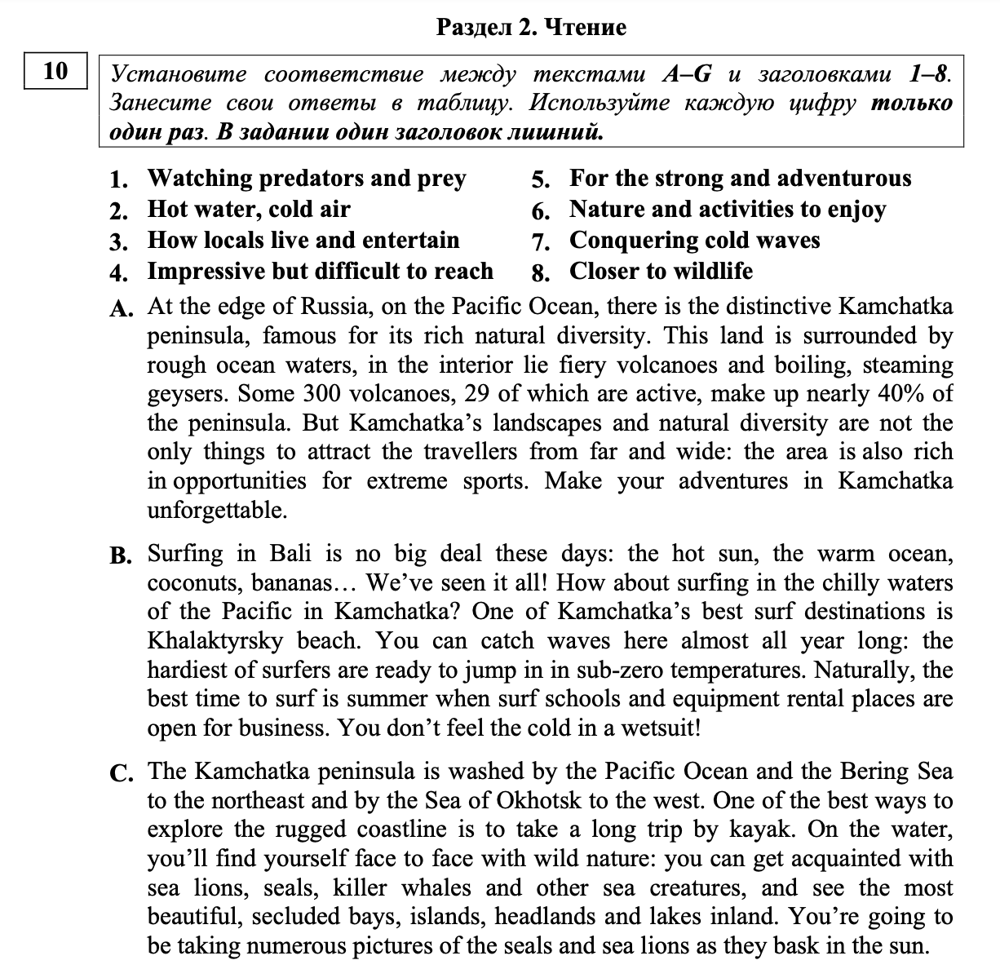 Раздел 2. Чтение
10
Установите соответствие между текстами A–G и заголовками 1–8.
Занесите свои ответы в таблицу. Используйте каждую цифру только
один раз. В задании один заголовок лишний.
1. Watching predators and prey
2. Hot water, cold air
3. How locals live and entertain
4. Impressive but difficult to reach
5. For the strong and adventurous
6. Nature and activities to enjoy
7. Conquering cold waves
8. Closer to wildlife
A. At the edge of Russia, on the Pacific Ocean, there is the distinctive Kamchatka
peninsula, famous for its rich natural diversity. This land is surrounded by
rough ocean waters, in the interior lie fiery volcanoes and boiling, steaming
geysers. Some 300 volcanoes, 29 of which are active, make up nearly 40% of
the peninsula. But Kamchatka’s landscapes and natural diversity are not the
only things to attract the travellers from far and wide: the area is also rich
in opportunities for extreme sports. Make your adventures in Kamchatka
unforgettable.
B. Surfing in Bali is no big deal these days: the hot sun, the warm ocean,
coconuts, bananas… We’ve seen it all! How about surfing in the chilly waters
of the Pacific in Kamchatka? One of Kamchatka’s best surf destinations is
Khalaktyrsky beach. You can catch waves here almost all year long: the
hardiest of surfers are ready to jump in in sub-zero temperatures. Naturally, the
best time to surf is summer when surf schools and equipment rental places are
open for business. You don’t feel the cold in a wetsuit!
C. The Kamchatka peninsula is washed by the Pacific Ocean and the Bering Sea
to the northeast and by the Sea of Okhotsk to the west. One of the best ways to
explore the rugged coastline is to take a long trip by kayak. On the water,
you’ll find yourself face to face with wild nature: you can get acquainted with
sea lions, seals, killer whales and other sea creatures, and see the most
beautiful, secluded bays, islands, headlands and lakes inland. You’re going to
be taking numerous pictures of the seals and sea lions as they bask in the sun.